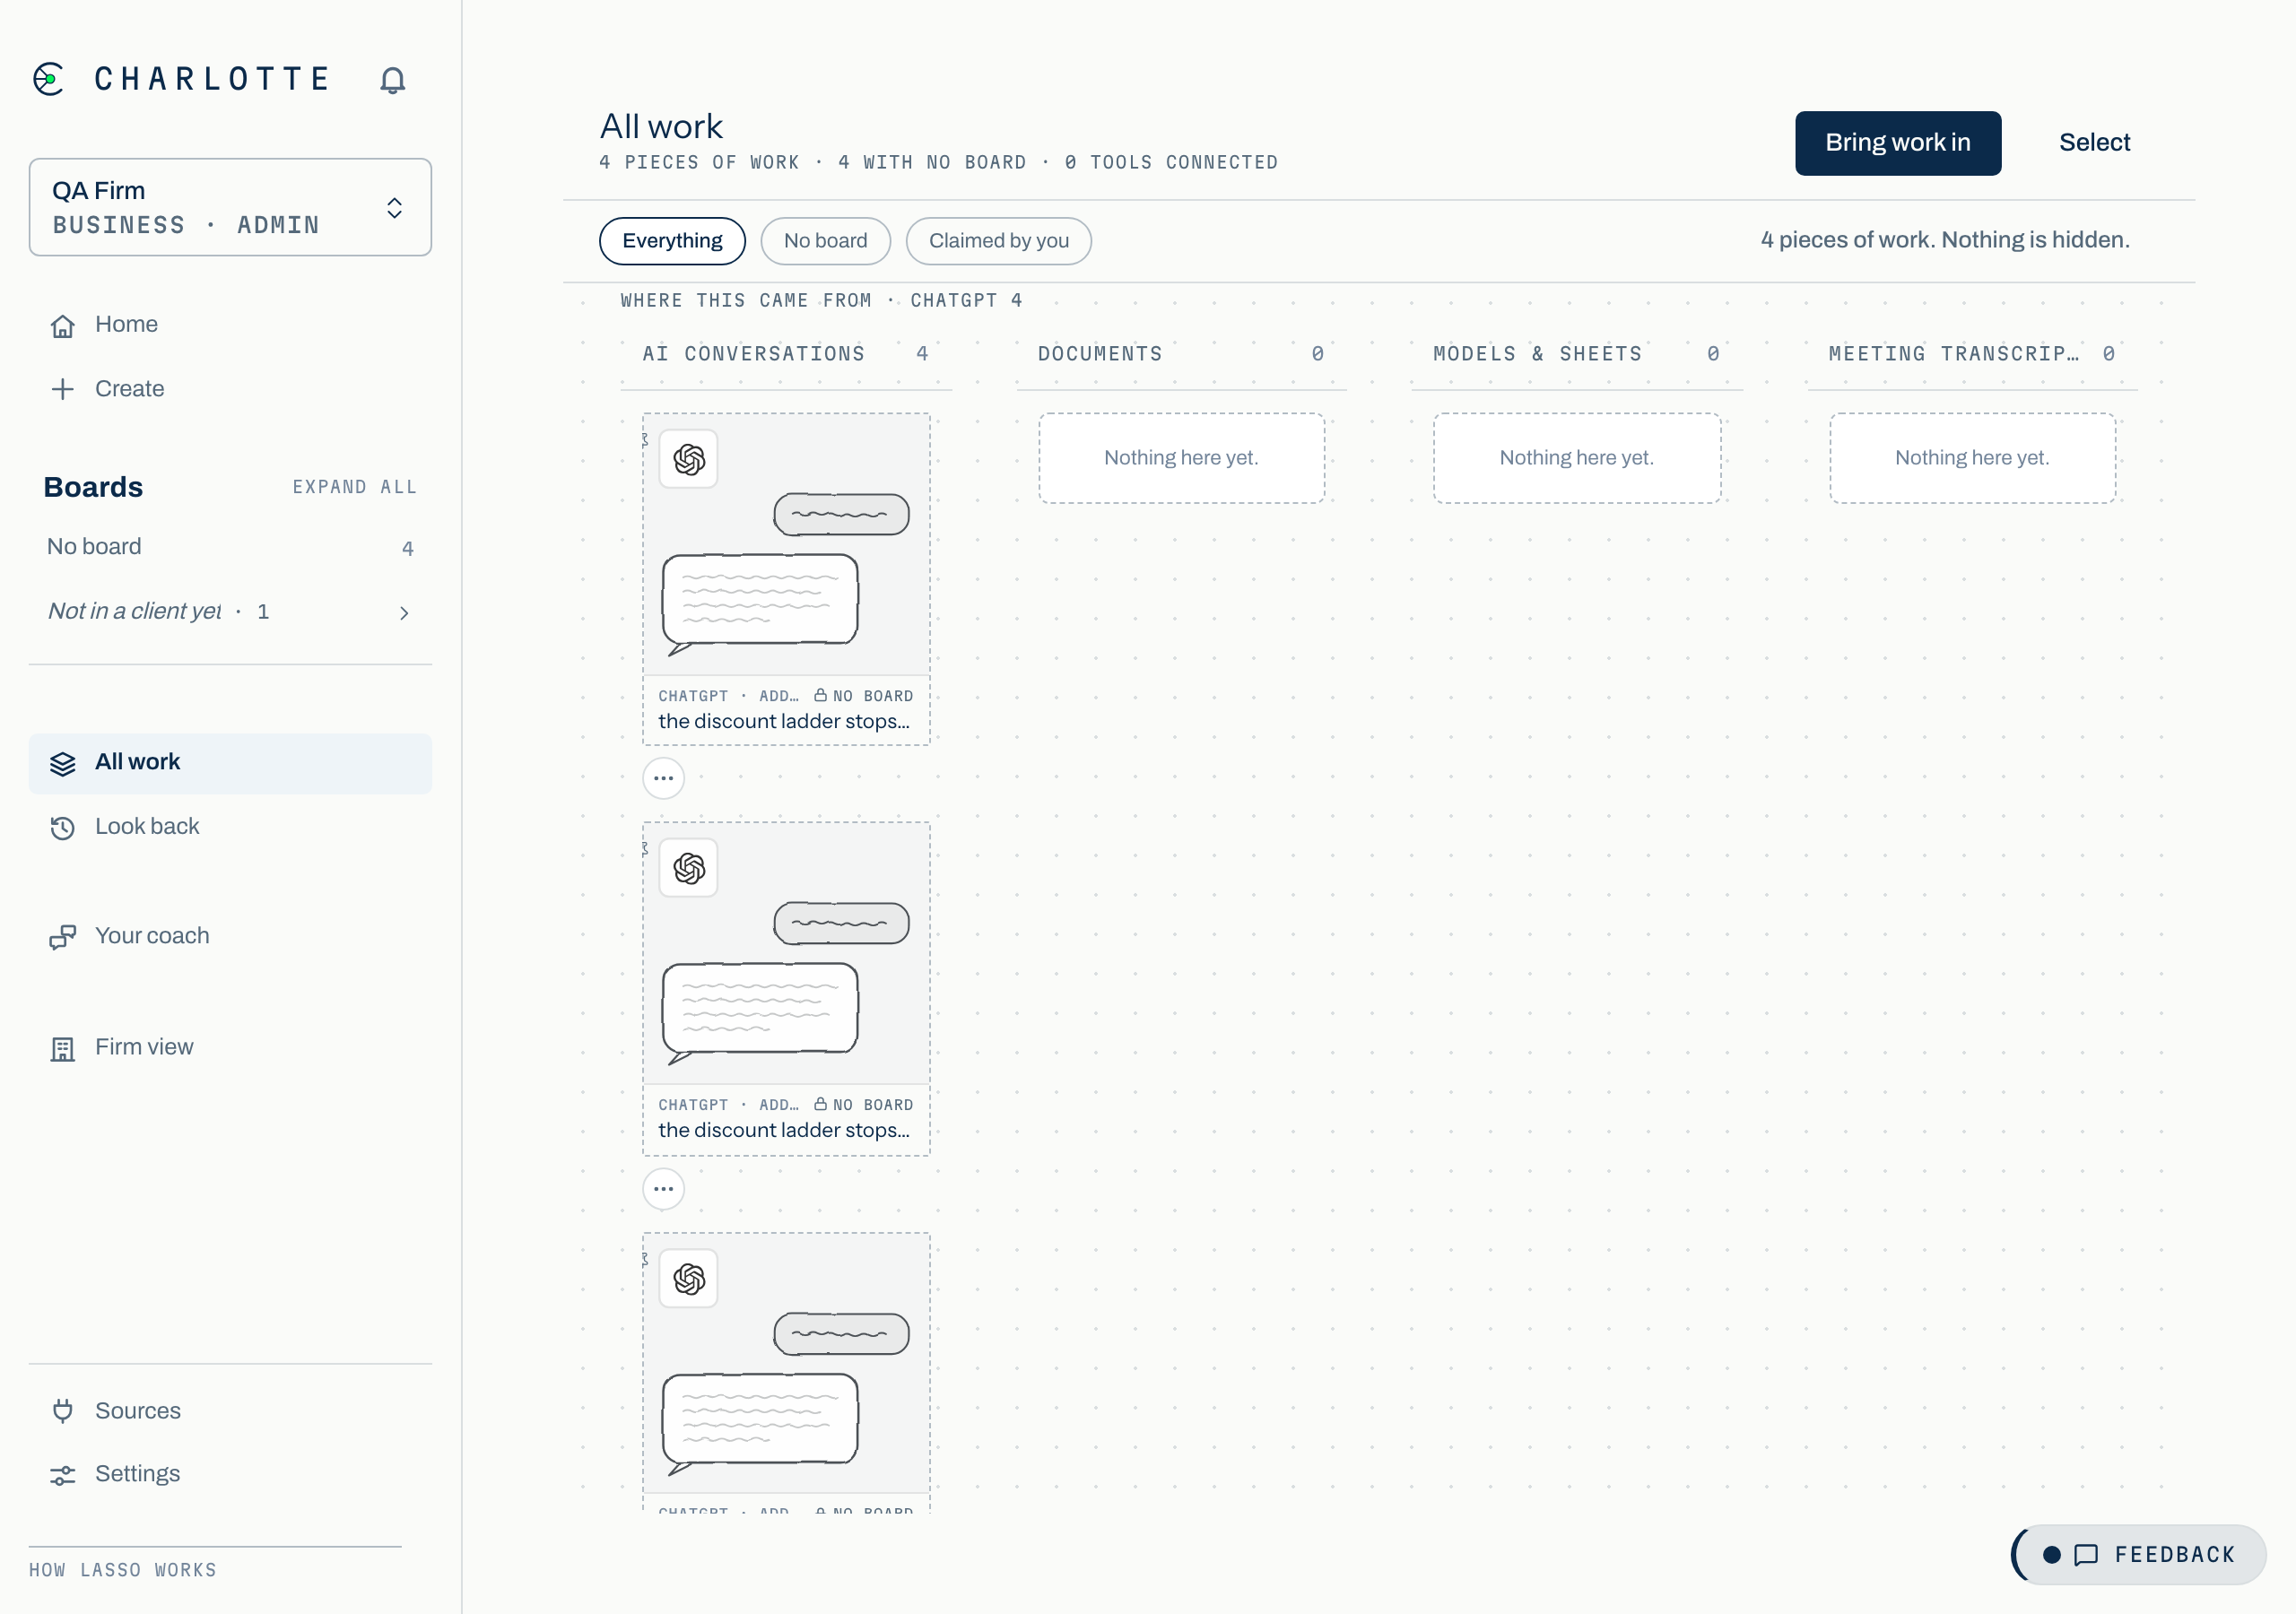 CHARLOTTE
QA Firm
BUSINESS · ADMIN
Home
Create
Boards
EXPAND ALL
No board
4
Not in a client yet · 1
All work
Look back
Your coach
Firm view
Sources
Settings
HOW LASSO WORKS
All work
4 PIECES OF WORK · 4 WITH NO BOARD · 0 TOOLS CONNECTED
Bring work in
Select
Everything
No board
Claimed by you
4 pieces of work. Nothing is hidden.
WHERE THIS CAME FROM · CHATGPT 4
AI CONVERSATIONS 4
DOCUMENTS 0
MODELS & SHEETS 0
MEETING TRANSCRIP… 0
Nothing here yet.
Nothing here yet.
Nothing here yet.
CHATGPT · ADD… NO BOARD
the discount ladder stops…
CHATGPT · ADD… NO BOARD
the discount ladder stops…
CHATGPT · ADD… NO BOARD
FEEDBACK